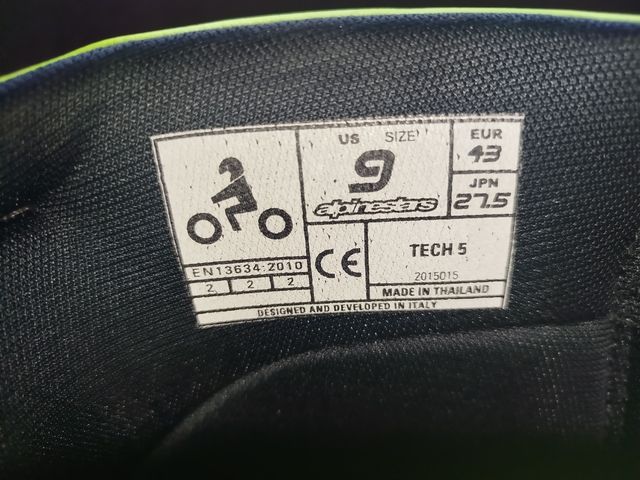 US SIZE
9
alpinestars
EUR
43
JPN
27.5
EN13634:2010
2 2 2
CE
TECH 5
2015015
MADE IN THAILAND
DESIGNED AND DEVELOPED IN ITALY